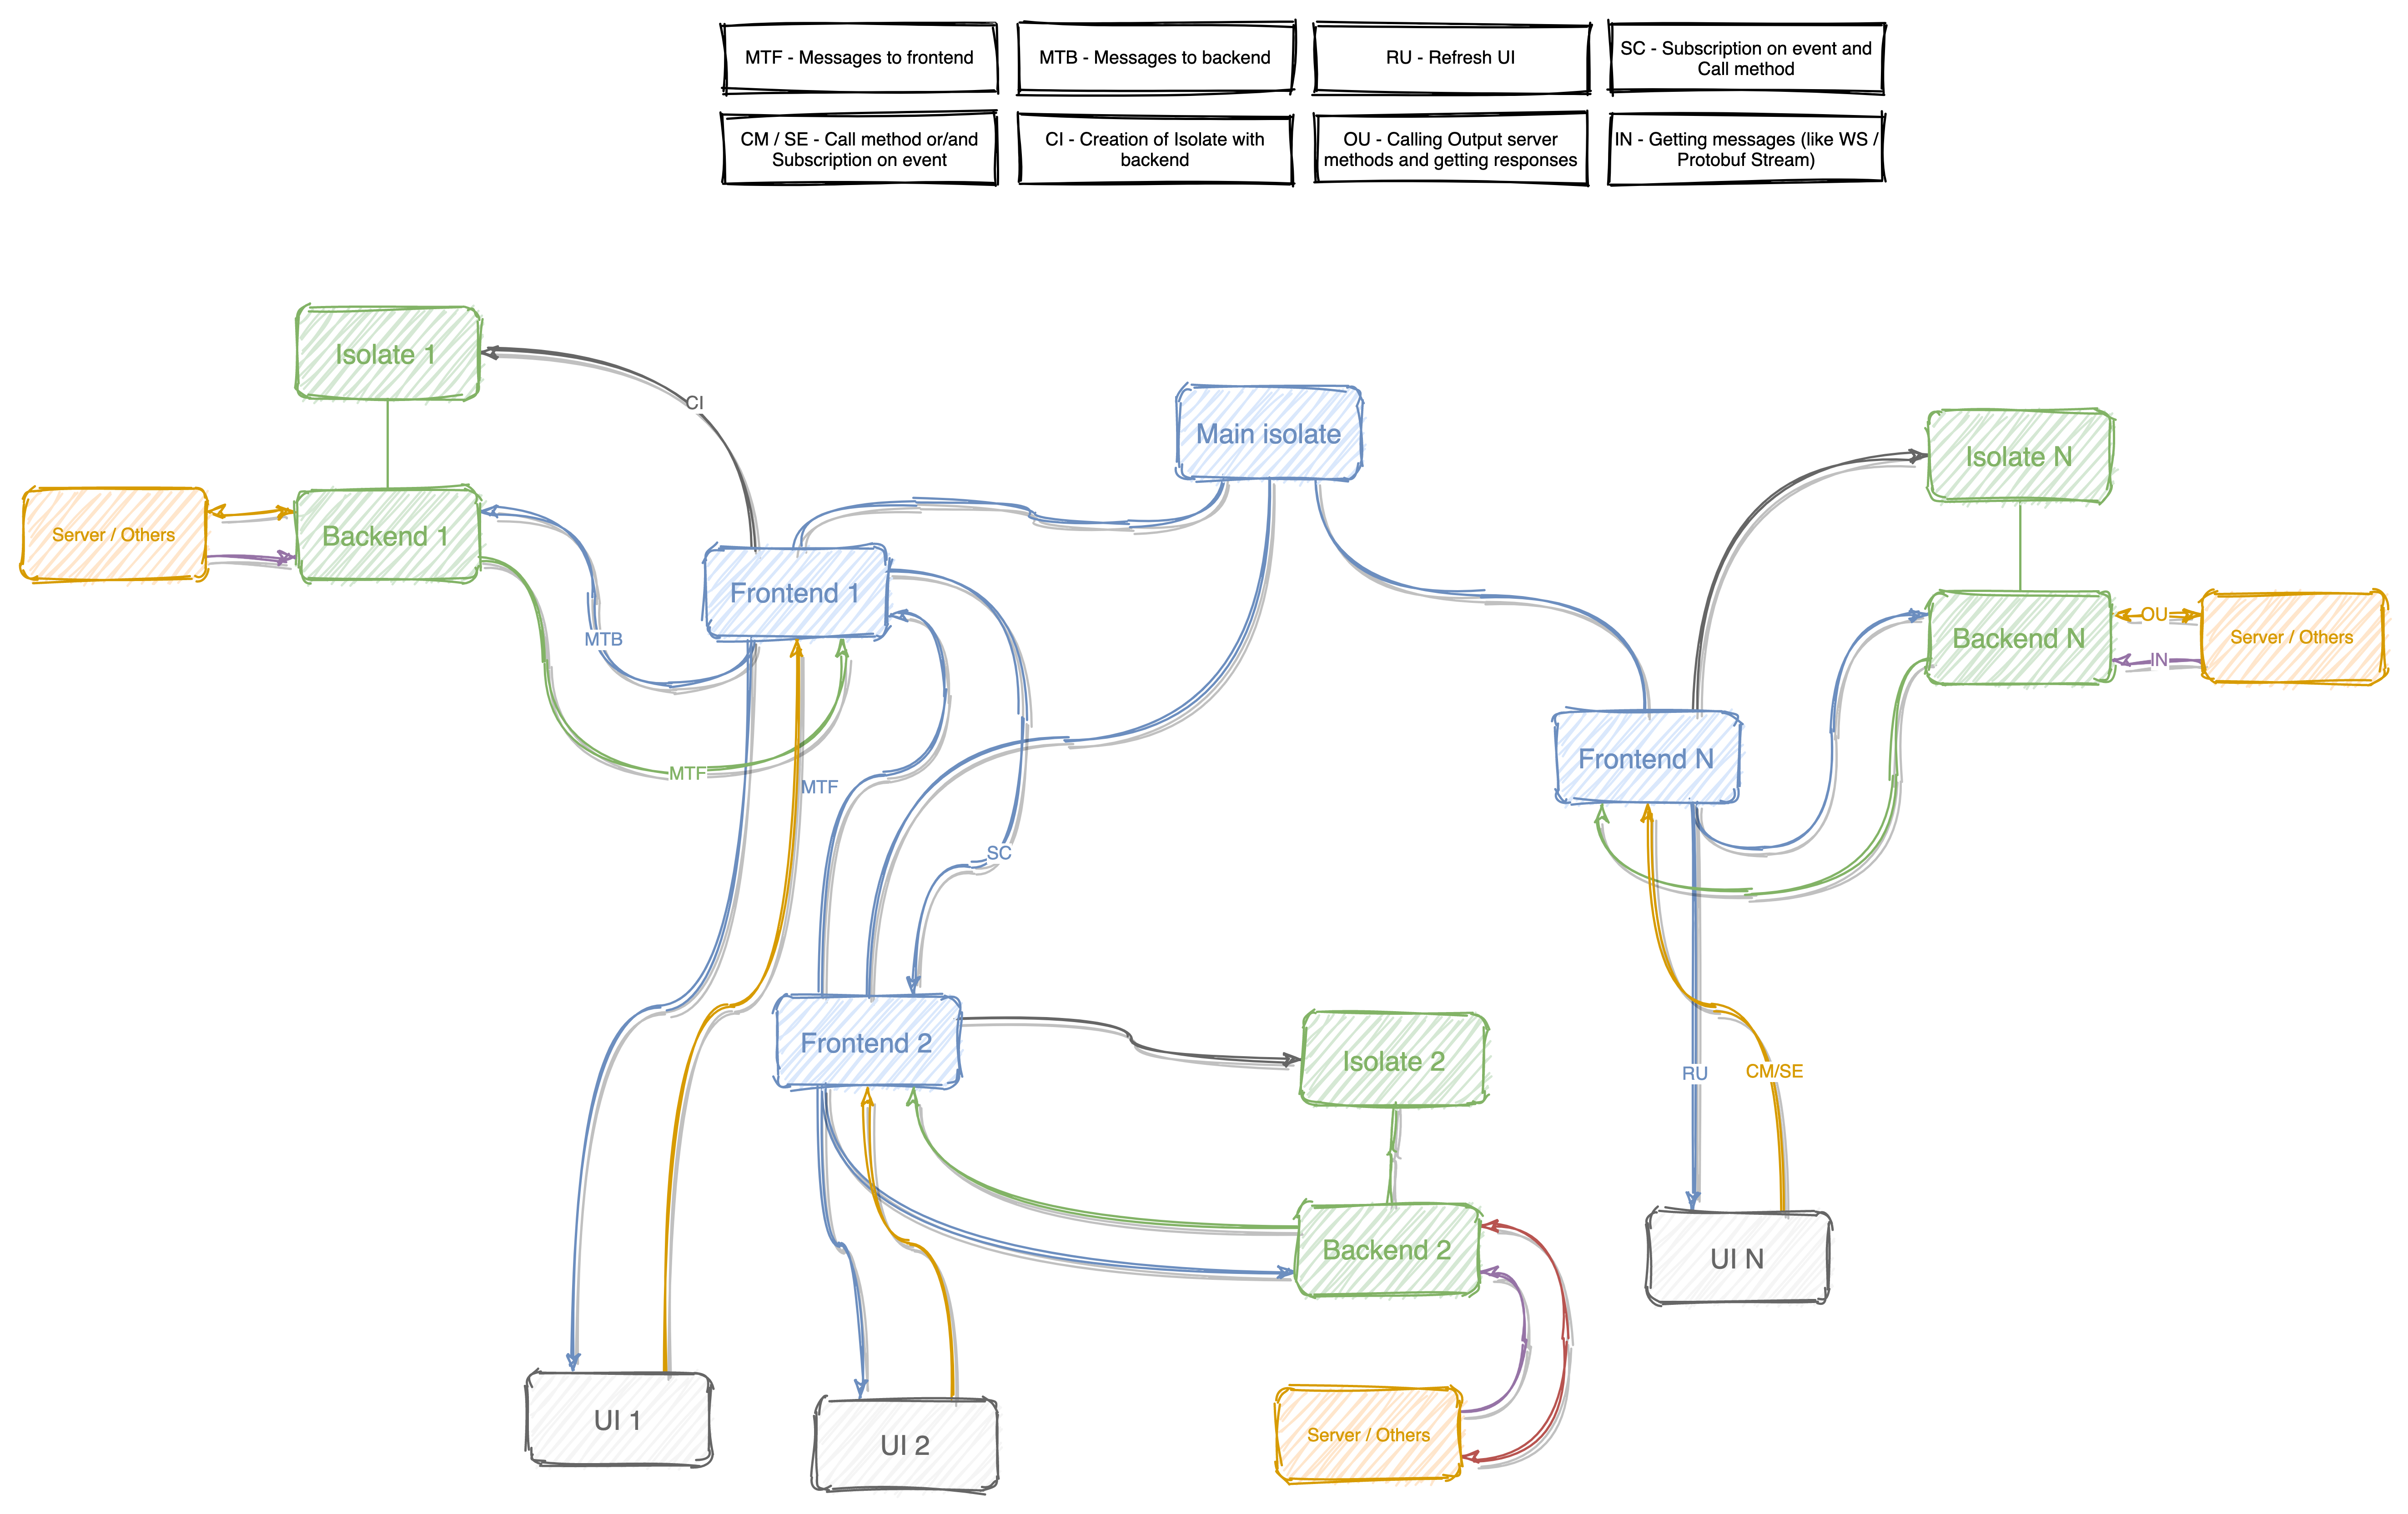 MTF - Messages to frontend
MTB - Messages to backend
RU - Refresh UI
SC - Subscription on event and
Call method
CM / SE - Call method or/and
Subscription on event
CI - Creation of Isolate with
backend
OU - Calling Output server
methods and getting responses
IN - Getting messages (like WS /
Protobuf Stream)
Isolate 1
CI
Main isolate
Isolate N
Server / Others
Backend 1
Frontend 1
MTB
OU
Backend N
Server / Others
IN
MTF
MTF
Frontend N
SC
Frontend 2
Isolate 2
RU
CM/SE
Backend 2
UI N
UI 1
UI 2
Server / Others